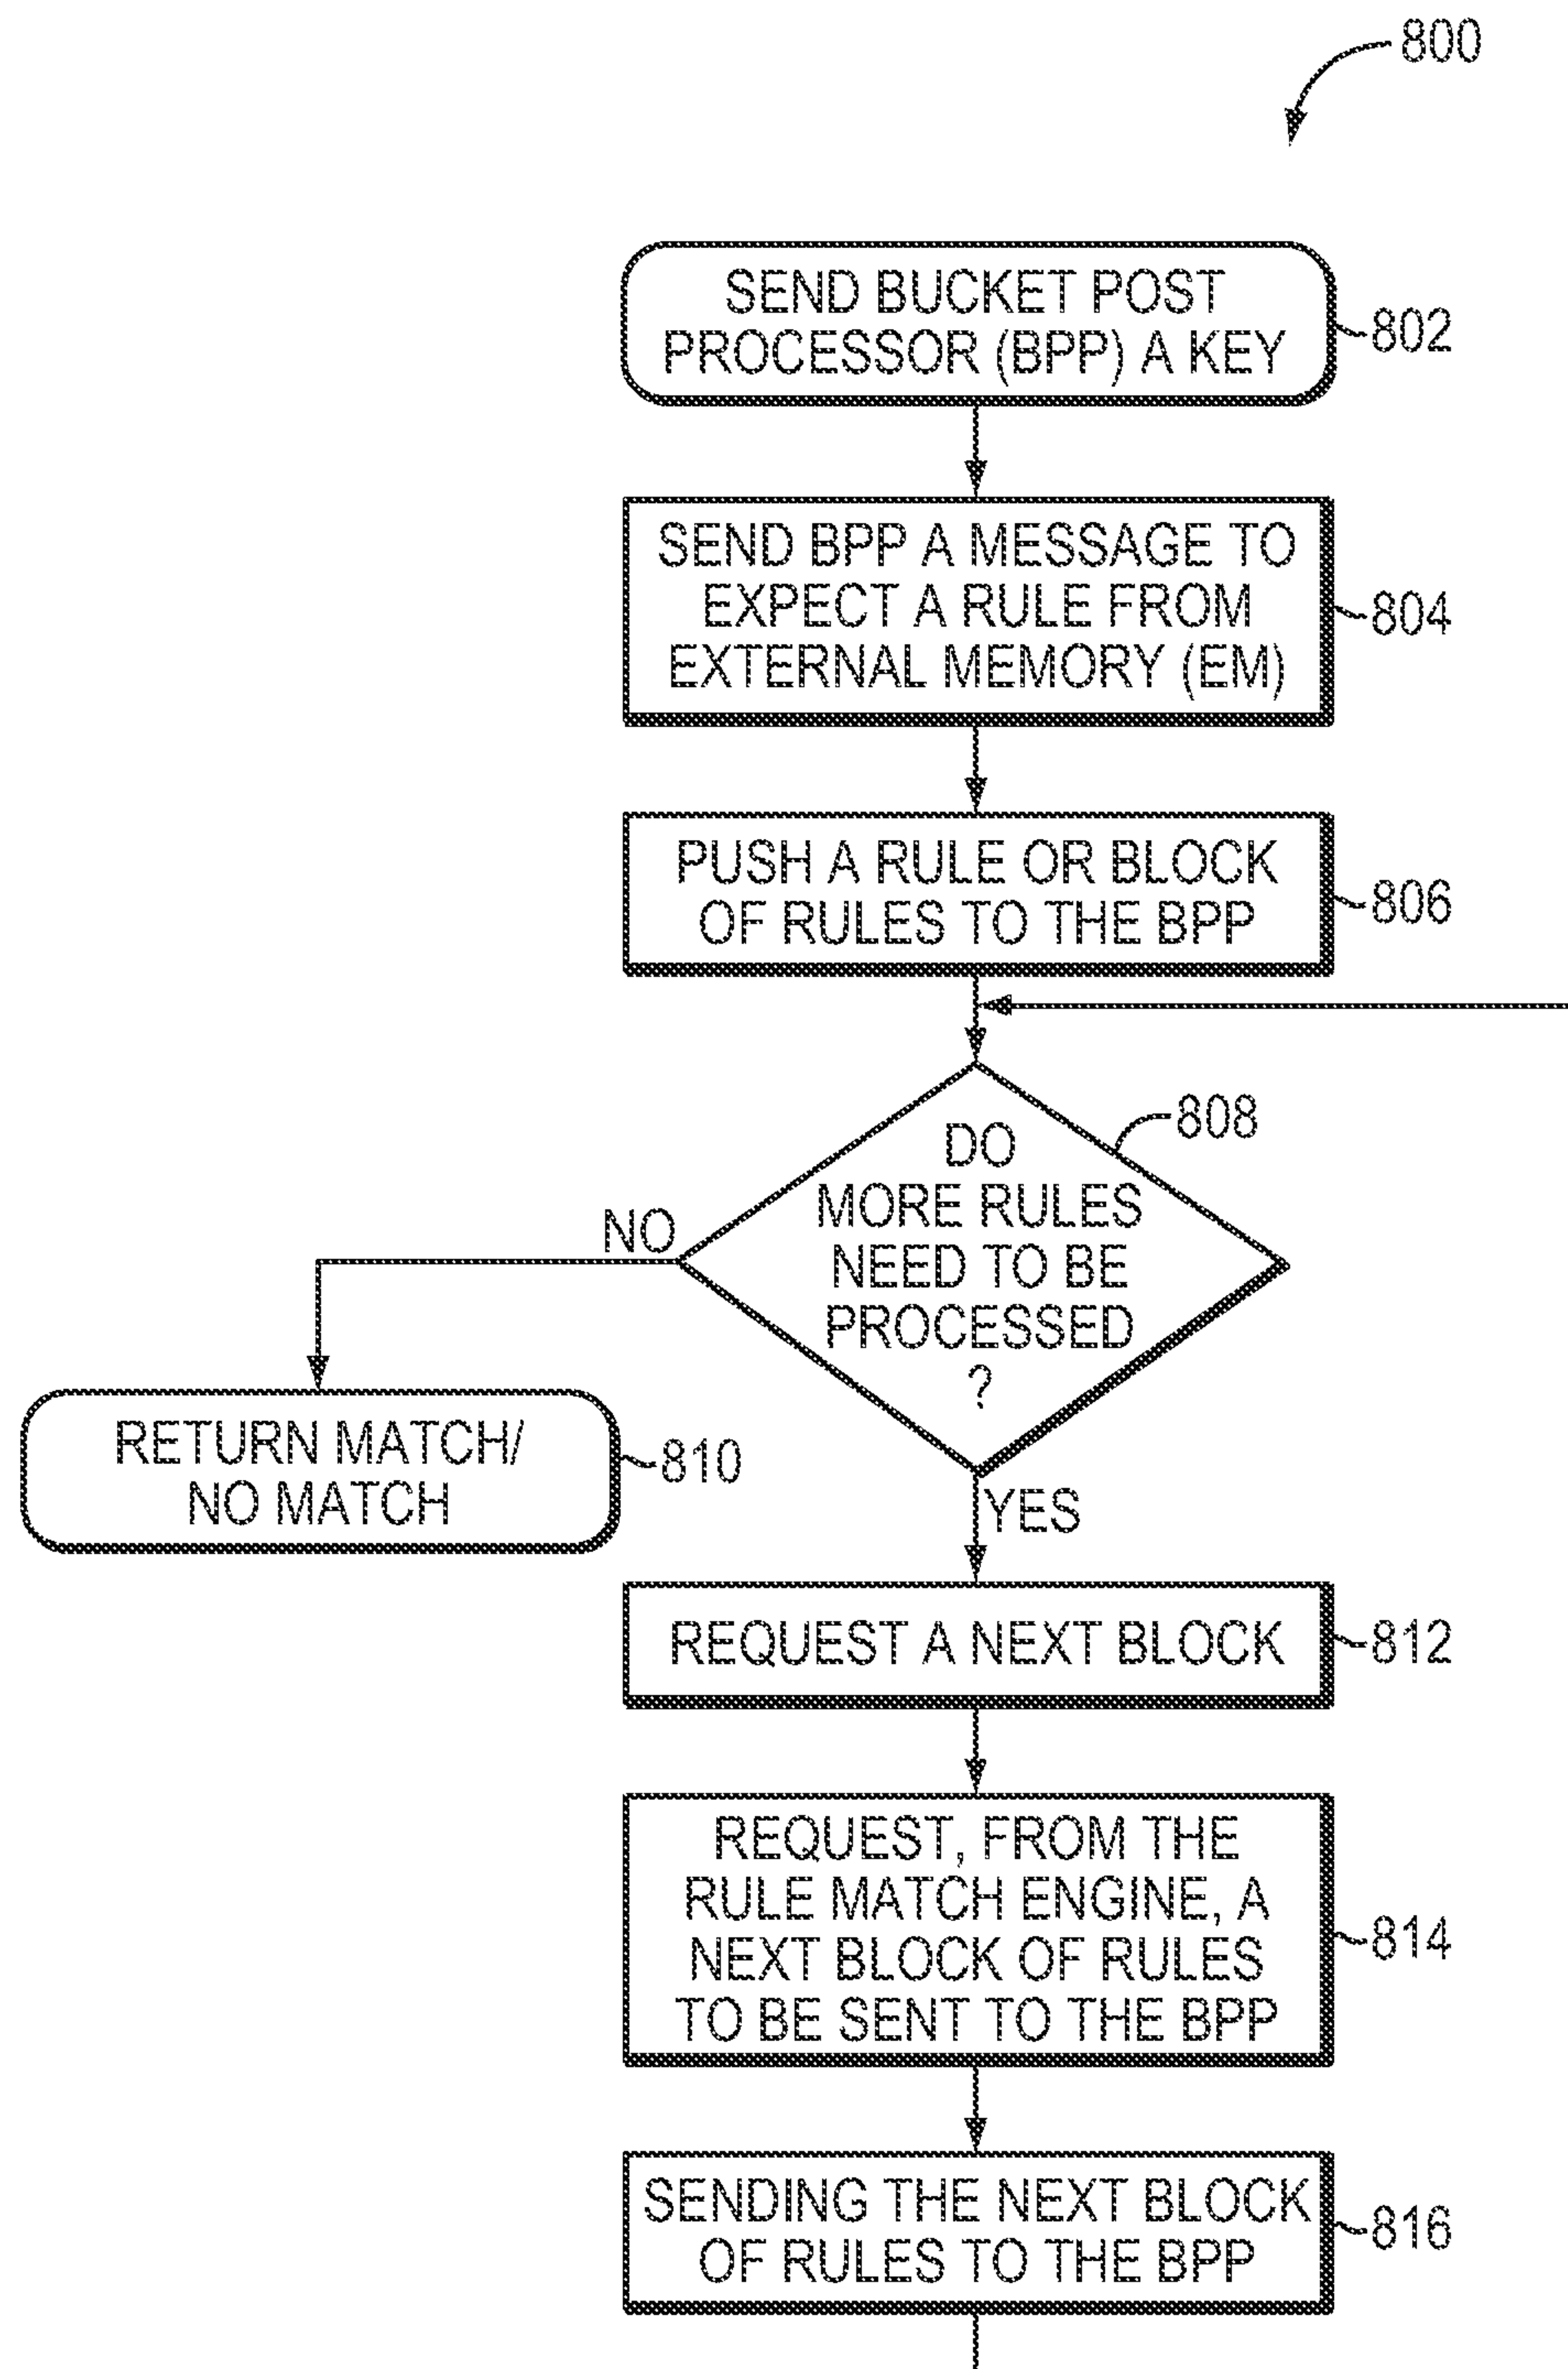 800
SEND BUCKET POST
PROCESSOR (BPP) A KEY
802
SEND BPP A MESSAGE TO
EXPECT A RULE FROM
EXTERNAL MEMORY (EM)
804
PUSH A RULE OR BLOCK
OF RULES TO THE BPP
806
DO
MORE RULES
NEED TO BE
PROCESSED
?
808
NO
RETURN MATCH/
NO MATCH
810
YES
REQUEST A NEXT BLOCK
812
REQUEST, FROM THE
RULE MATCH ENGINE, A
NEXT BLOCK OF RULES
TO BE SENT TO THE BPP
814
SENDING THE NEXT BLOCK
OF RULES TO THE BPP
816